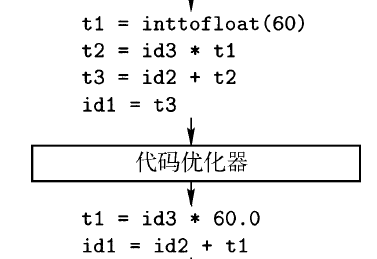 t1 = inttofloat(60)
t2 = id3 * t1
t3 = id2 + t2
id1 = t3
代码优化器
t1 = id3 * 60.0
id1 = id2 + t1